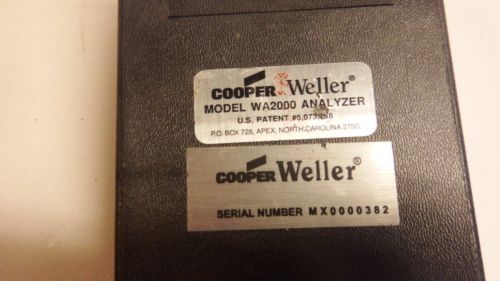 COOPER Weller®
MODEL WA2000 ANALYZER
U.S. PATENT
P.O. BOX 728, APEX, NORTH CAROLINA
COOPER Weller®
SERIAL NUMBER MX0000382